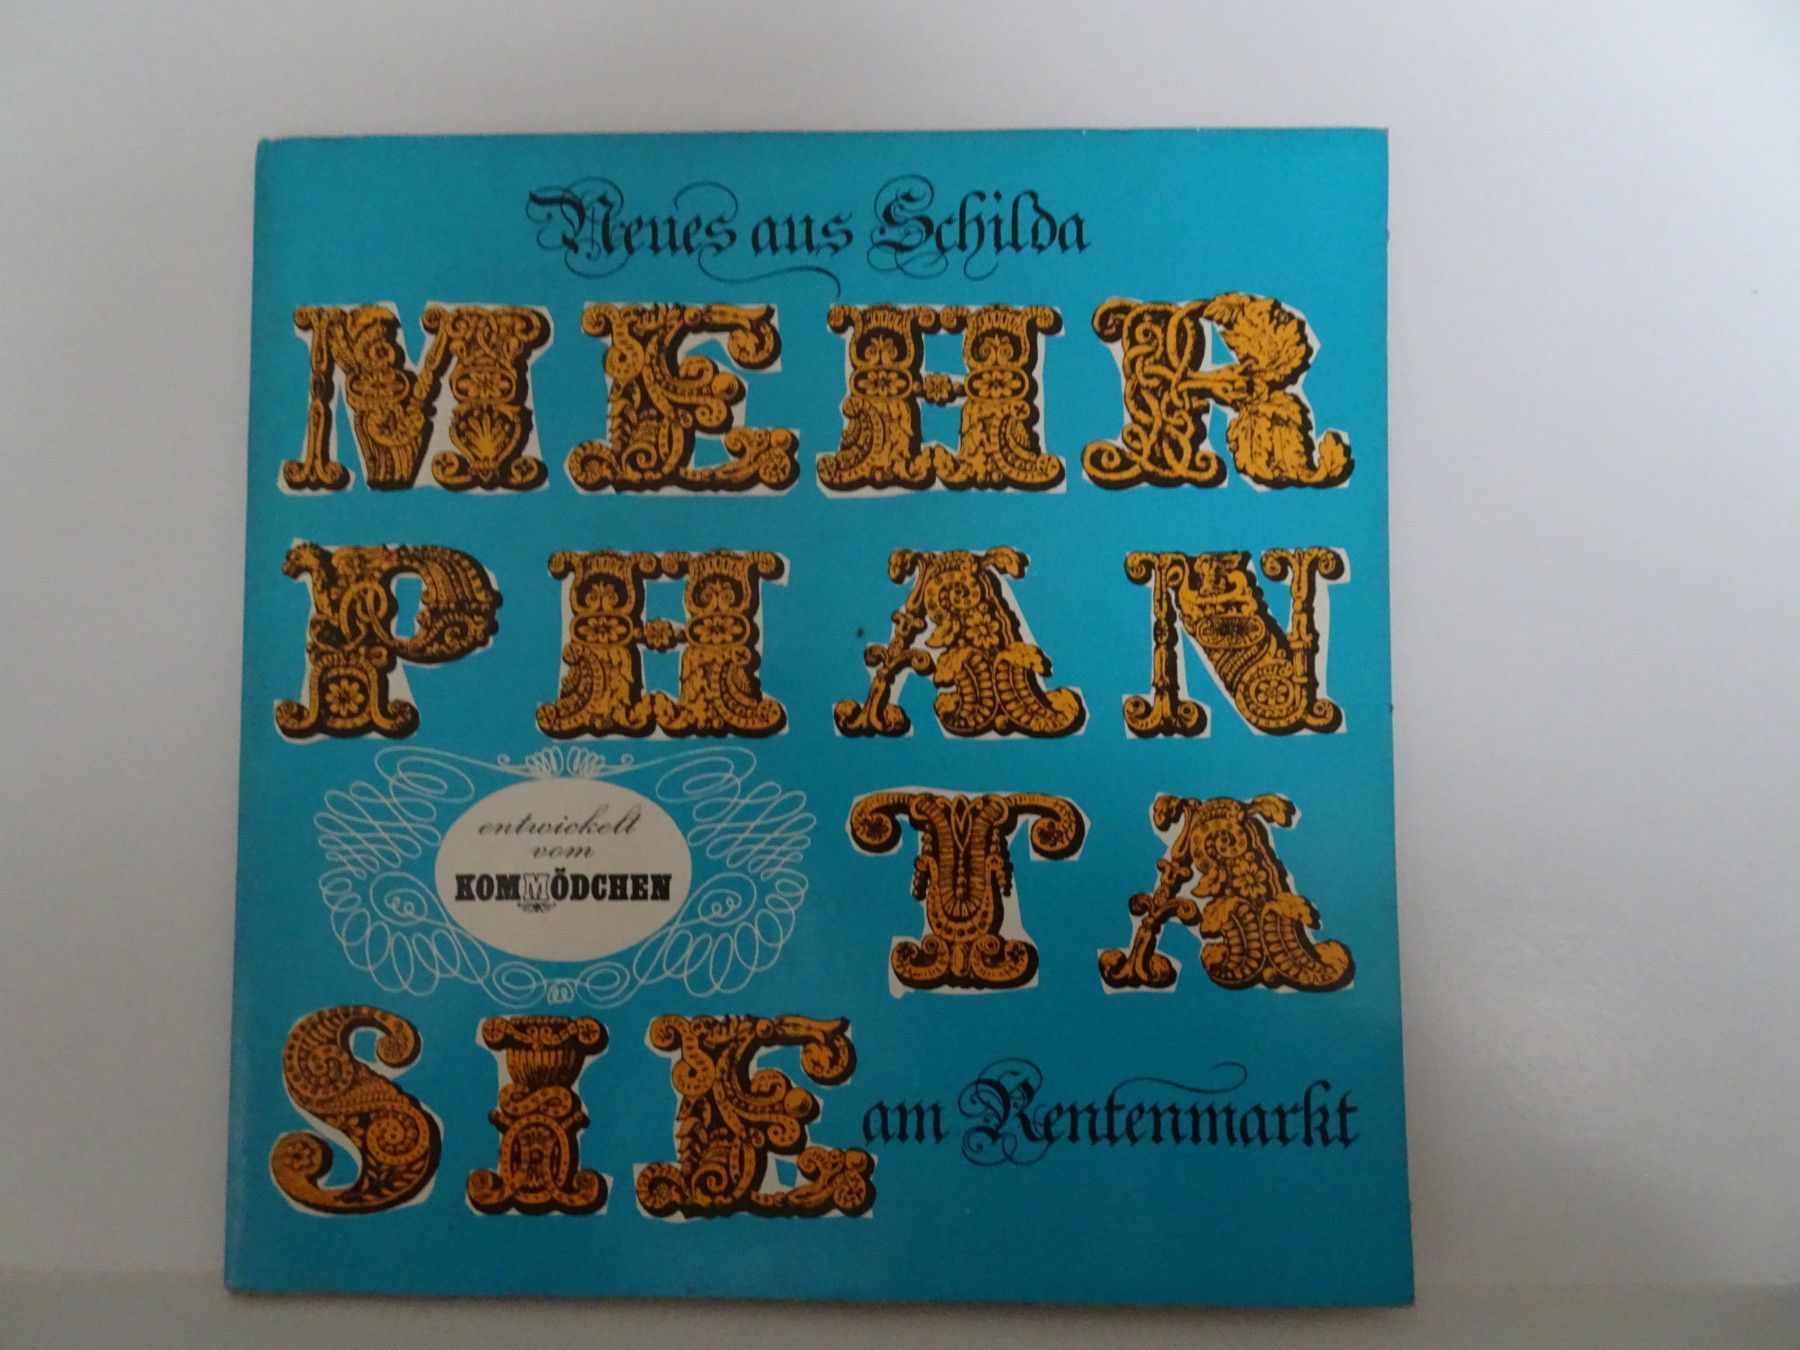 Neues aus Schilda
MEHR
PHAN
entwickelt
vom
KOMMÖDCHEN
TA
SIE
am Rentenmarkt